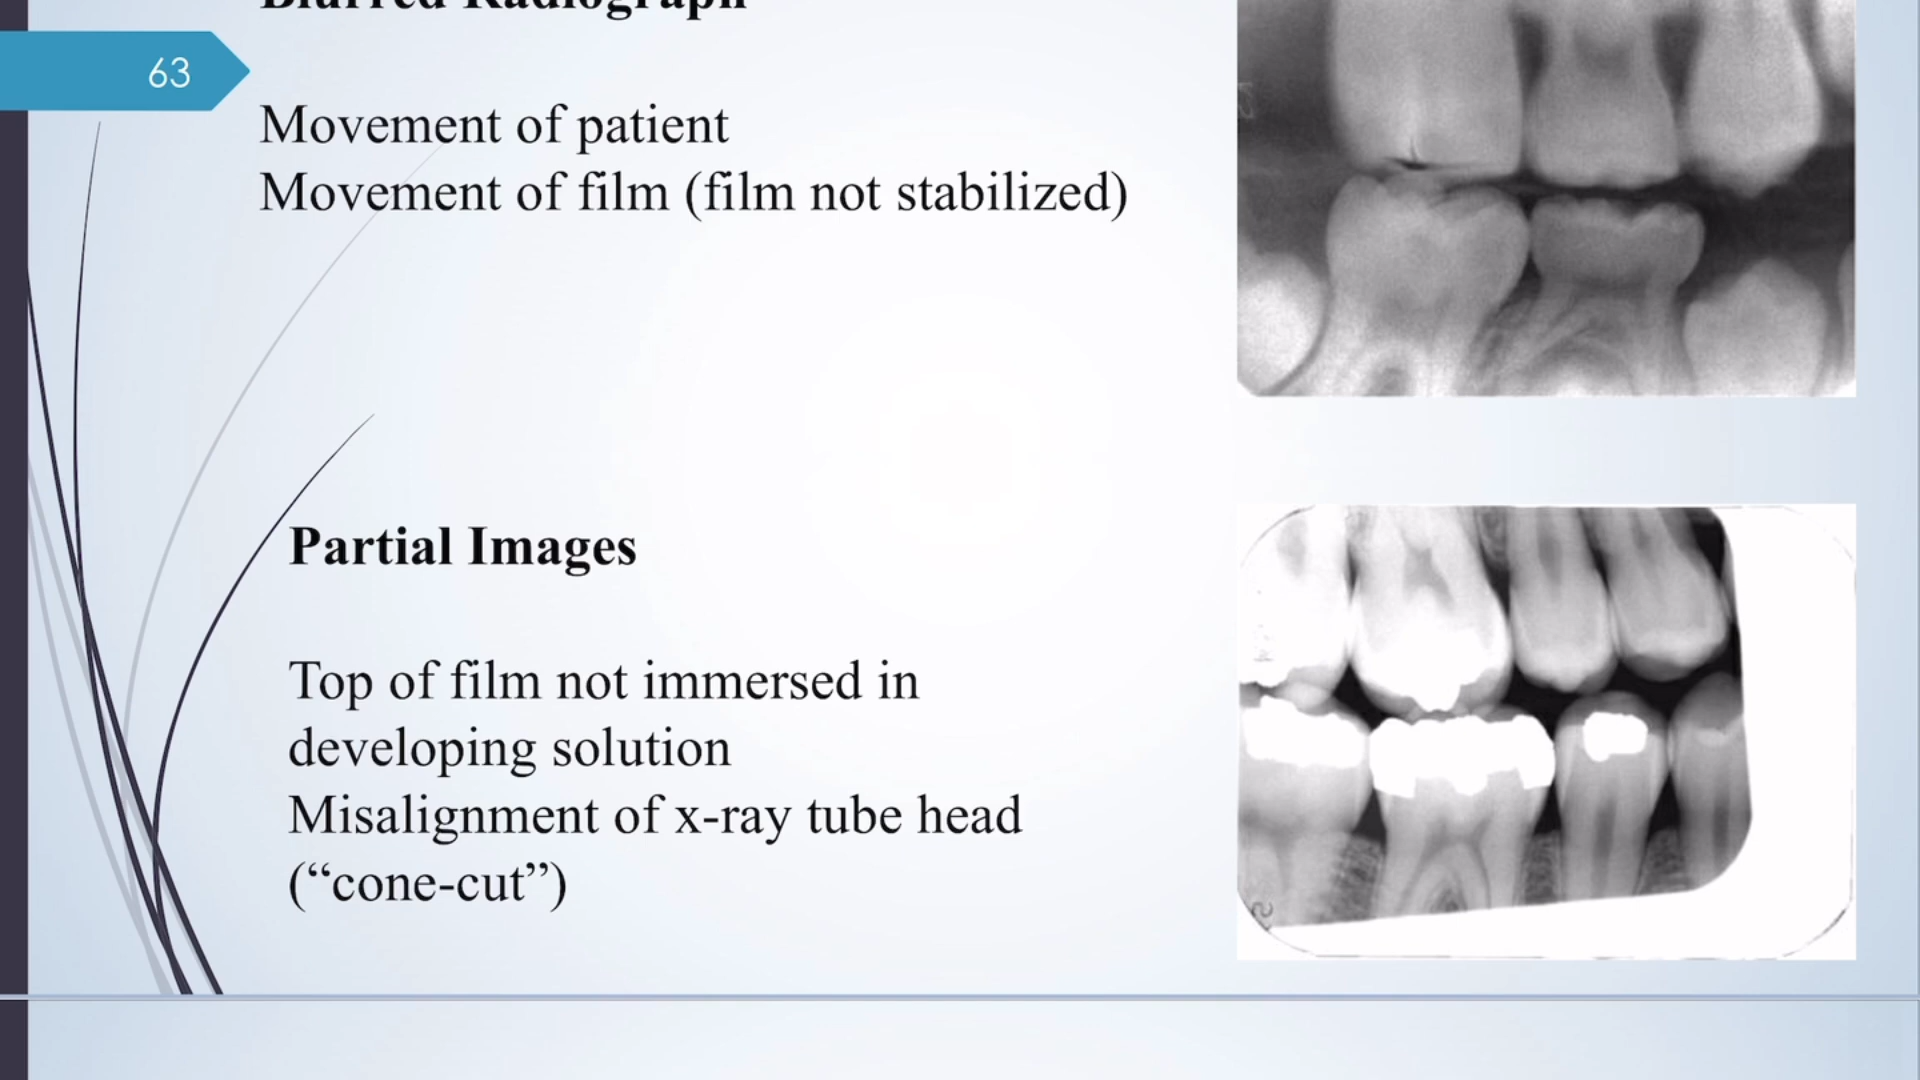 Blurred Radiograph
63
Movement of patient
Movement of film (film not stabilized)
Partial Images
Top of film not immersed in
developing solution
Misalignment of x-ray tube head
(“cone-cut”)